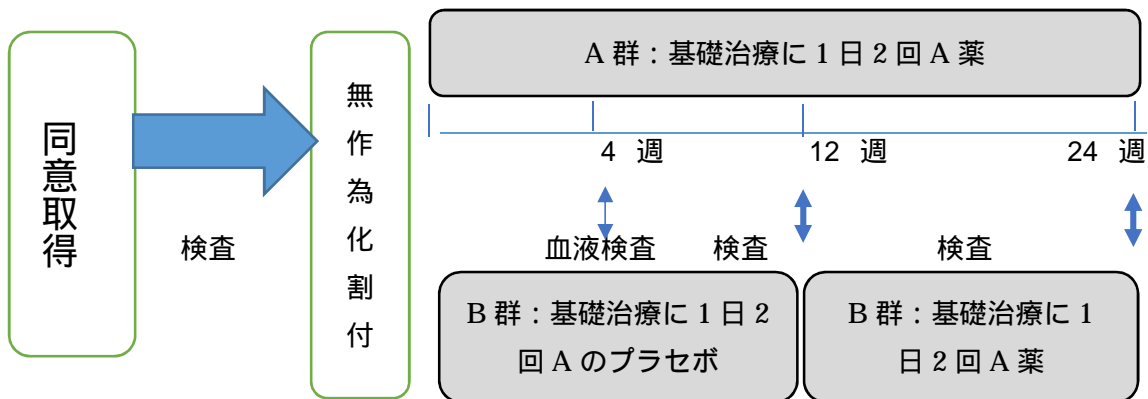 同意取得
検査
無作為化割付
A 群：基礎治療に 1 日 2 回 A 薬
4 週
12 週
24 週
血液検査
検査
検査
B 群：基礎治療に 1 日 2
回 A のプラセボ
B 群：基礎治療に 1
日 2 回 A 薬